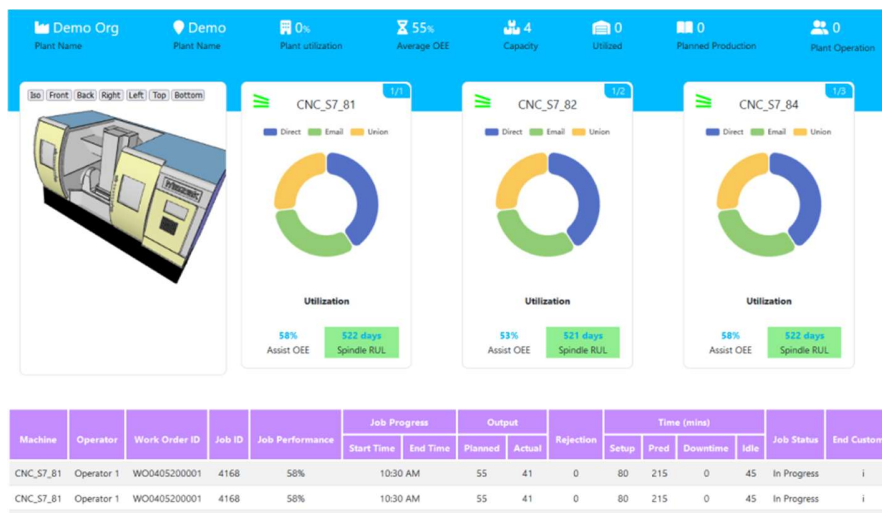 Demo Org Demo 0% 55% 4 0 0 0
Plant Name Plant Name Plant utilization Average OEE Capacity Utilized Planned Production Plant Operation
Iso Front Back Right Left Top Bottom
Mazak
1/1
CNC_S7_81
Direct Email Union
Utilization
58% 522 days
Assist OEE Spindle RUL
1/2
CNC_S7_82
Direct Email Union
Utilization
53% 521 days
Assist OEE Spindle RUL
1/3
CNC_S7_84
Direct Email Union
Utilization
58% 522 days
Assist OEE Spindle RUL
Job Progress Output Time (mins)
Machine Operator Work Order ID Job ID Job Performance Start Time End Time Planned Actual Rejection Setup Pred Downtime Idle Job Status End Custom
CNC_S7_81 Operator 1 WO0405200001 4168 58% 10:30 AM 55 41 0 80 215 0 45 In Progress i
CNC_S7_81 Operator 1 WO0405200001 4168 58% 10:30 AM 55 41 0 80 215 0 45 In Progress i